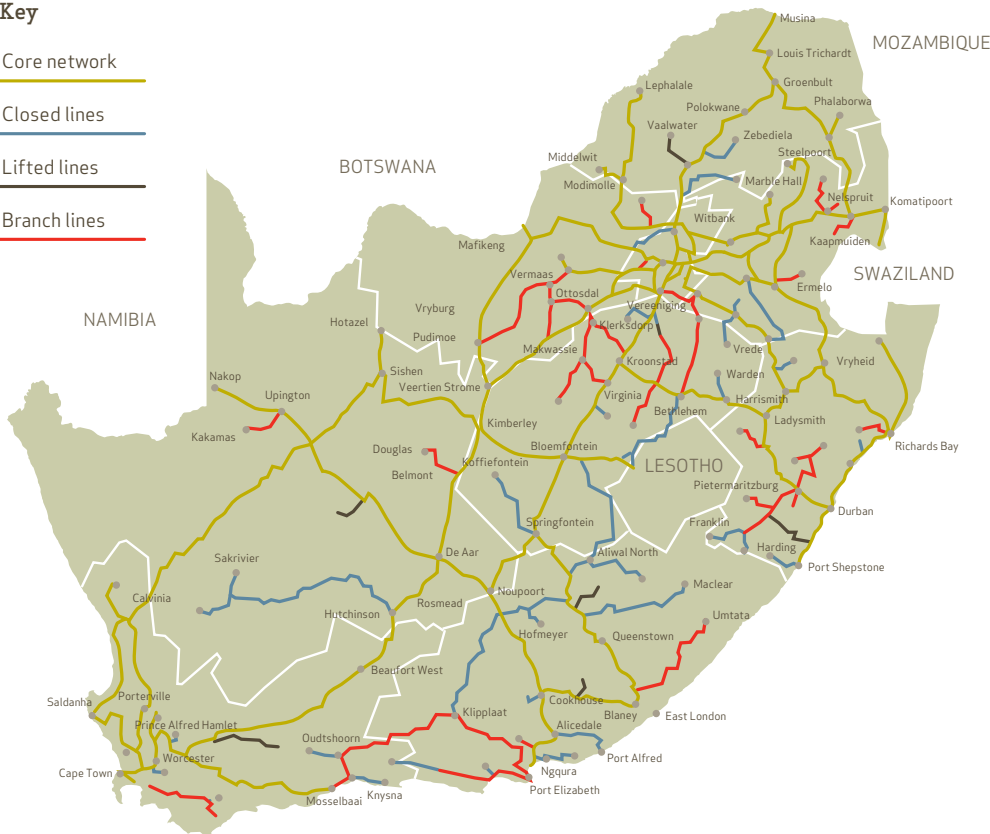 Key
Core network
Closed lines
Lifted lines
Branch lines
Musina
MOZAMBIQUE
Louis Trichardt
Lephalale
Groenbult
Phalaborwa
Polokwane
Vaalwater
Zebediela
Steelpoort
Middelwit
BOTSWANA
Modimolle
Marble Hall
Nelspruit
Komatipoort
Witbank
Kaapmuiden
Mafikeng
SWAZILAND
Vermaas
Ermelo
Ottosdal
Vereeniging
Vryburg
NAMIBIA
Hotazel
Klerksdorp
Pudimoe
Makwassie
Vrede
Kroonstad
Vryheid
Sishen
Nakop
Warden
Veertien Strome
Upington
Virginia
Harrismith
Bethlehem
Ladysmith
Kimberley
Kakamas
Douglas
Bloemfontein
Richards Bay
Koffiefontein
LESOTHO
Belmont
Pietermaritzburg
Durban
Springfontein
Franklin
Harding
De Aar
Aliwal North
Sakrivier
Port Shepstone
Maclear
Calvinia
Noupoort
Rosmead
Hutchinson
Umtata
Hofmeyer
Queenstown
Beaufort West
Saldanha
Porterville
Cookhouse
Klipplaat
Blaney
East London
Prince Alfred Hamlet
Alicedale
Oudtshoorn
Worcester
Port Alfred
Cape Town
Ngqura
Knysna
Port Elizabeth
Mosselbaai